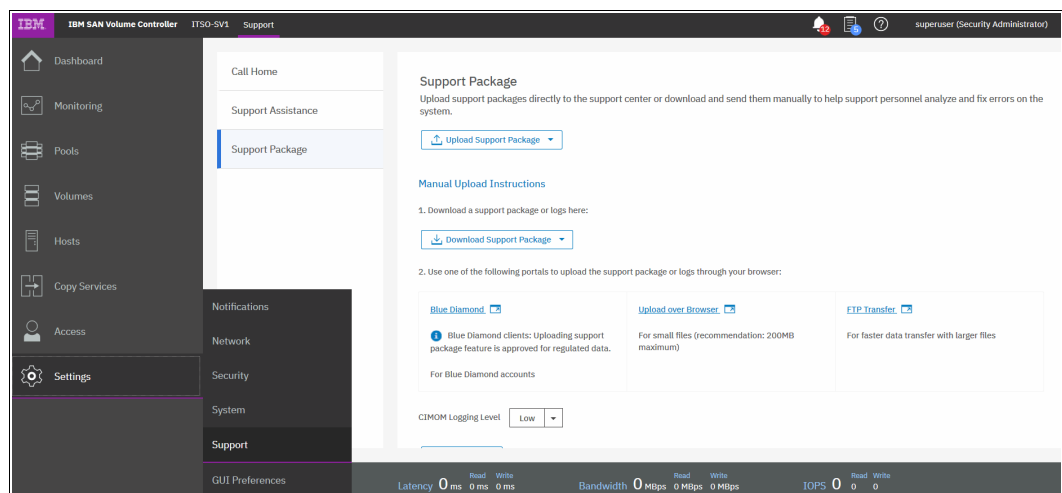 IBM IBM SAN Volume Controller ITSO-SV1 Support 12 5 superuser (Security Administrator)
Dashboard
Monitoring
Pools
Volumes
Hosts
Copy Services
Access
Settings
Notifications
Network
Security
System
Support
GUI Preferences
Call Home
Support Assistance
Support Package
Support Package
Upload support packages directly to the support center or download and send them manually to help support personnel analyze and fix errors on the
system.
Upload Support Package
Manual Upload Instructions
1. Download a support package or logs here:
Download Support Package
2. Use one of the following portals to upload the support package or logs through your browser:
Blue Diamond
Blue Diamond clients: Uploading support
package feature is approved for regulated data.
For Blue Diamond accounts
Upload over Browser
For small files (recommendation: 200MB
maximum)
FTP Transfer
For faster data transfer with larger files
CIMOM Logging Level Low
Latency 0 ms Read 0 ms Write 0 ms
Bandwidth 0 MBps Read 0 MBps Write 0 MBps
IOPS 0 Read 0 Write 0